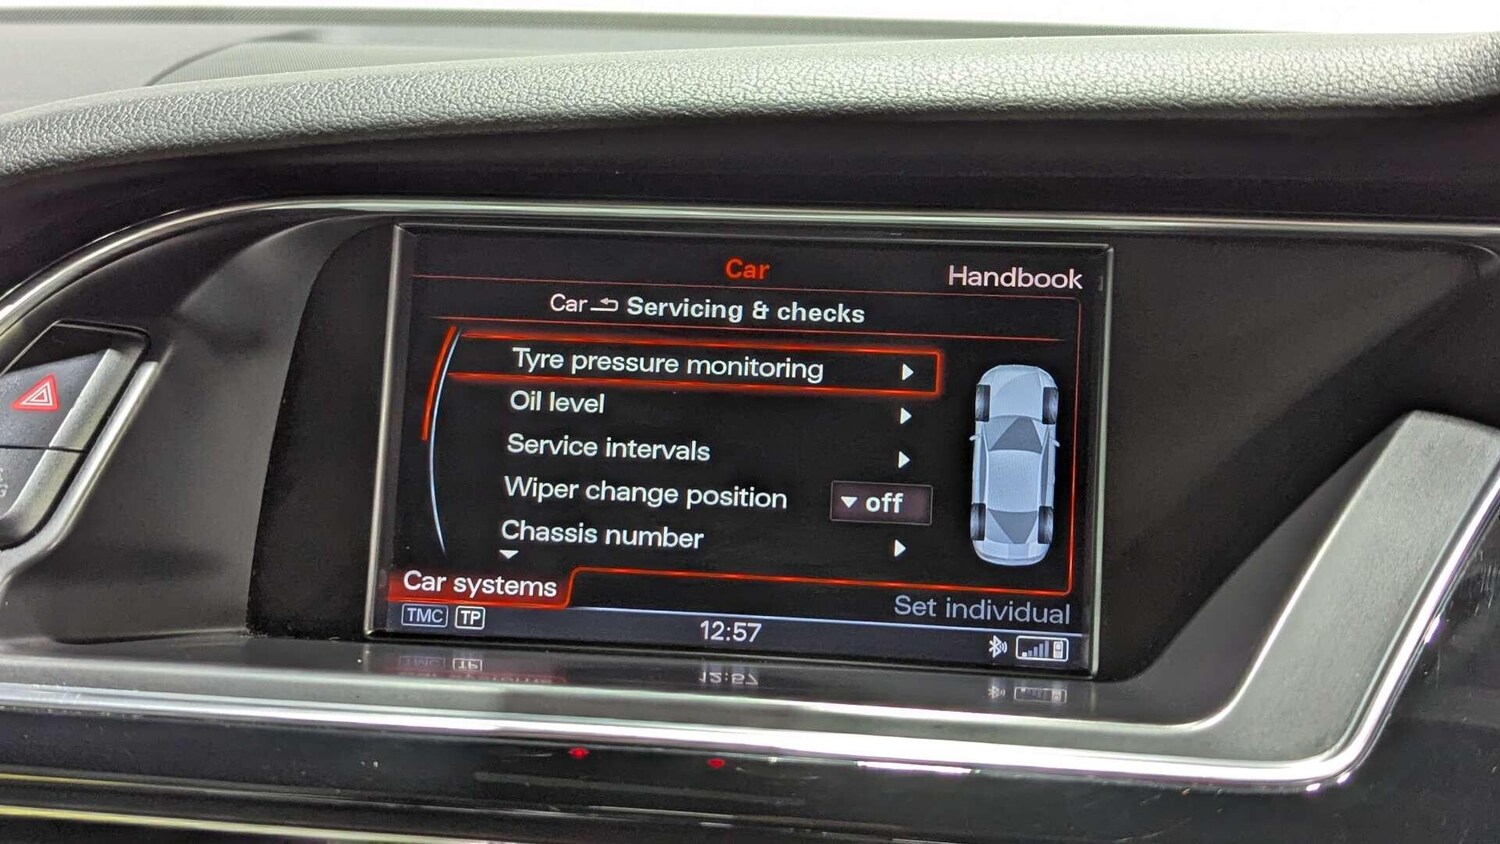 Car
Handbook
Car Servicing & checks
Tyre pressure monitoring
Oil level
Service intervals
Wiper change position off
Chassis number
Car systems
Set individual
TMC TP
12:57